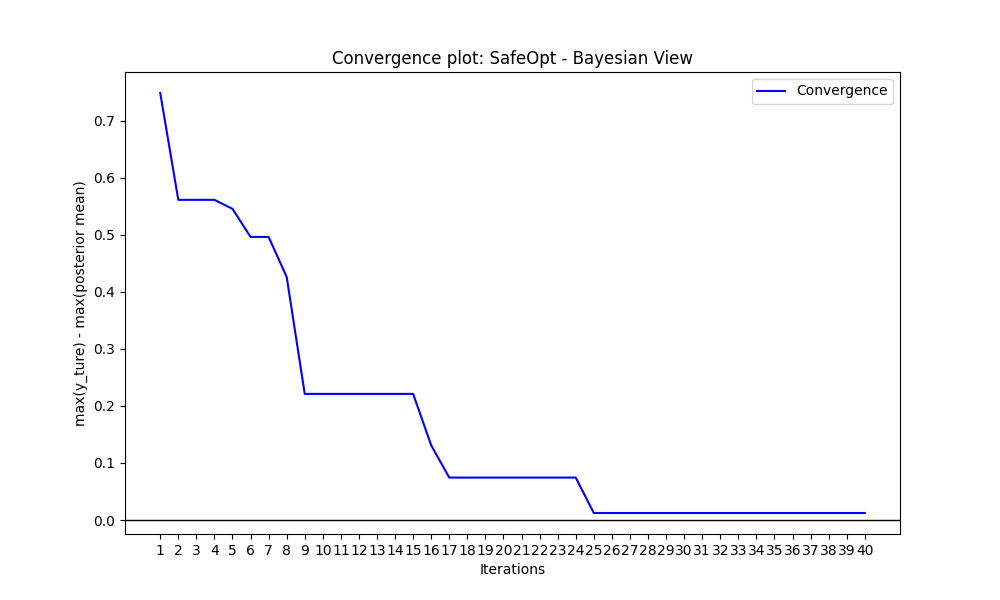 Convergence plot: SafeOpt - Bayesian View
Convergence
max(y_ture) - max(posterior mean)
0.7
0.6
0.5
0.4
0.3
0.2
0.1
0.0
1 2 3 4 5 6 7 8 9 10 11 12 13 14 15 16 17 18 19 20 21 22 23 24 25 26 27 28 29 30 31 32 33 34 35 36 37 38 39 40
Iterations